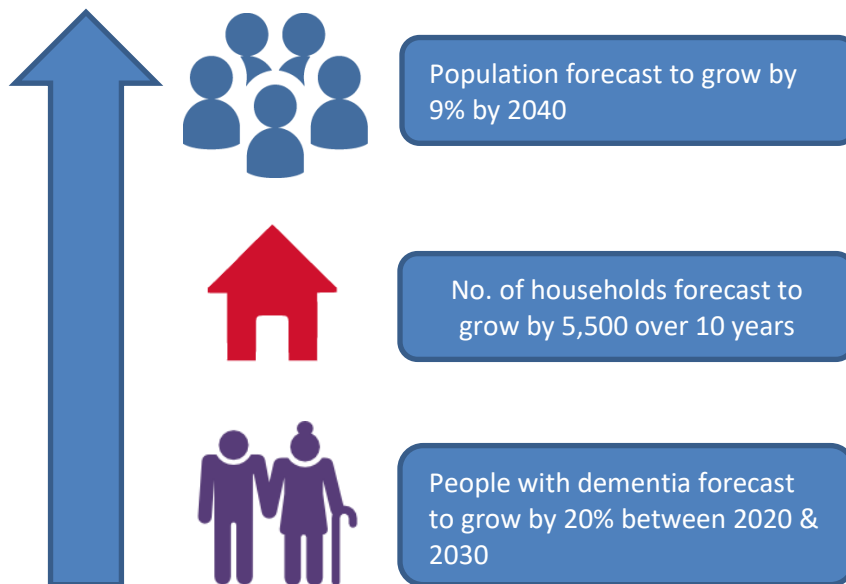 Population forecast to grow by
9% by 2040
No. of households forecast to
grow by 5,500 over 10 years
People with dementia forecast
to grow by 20% between 2020 &
2030